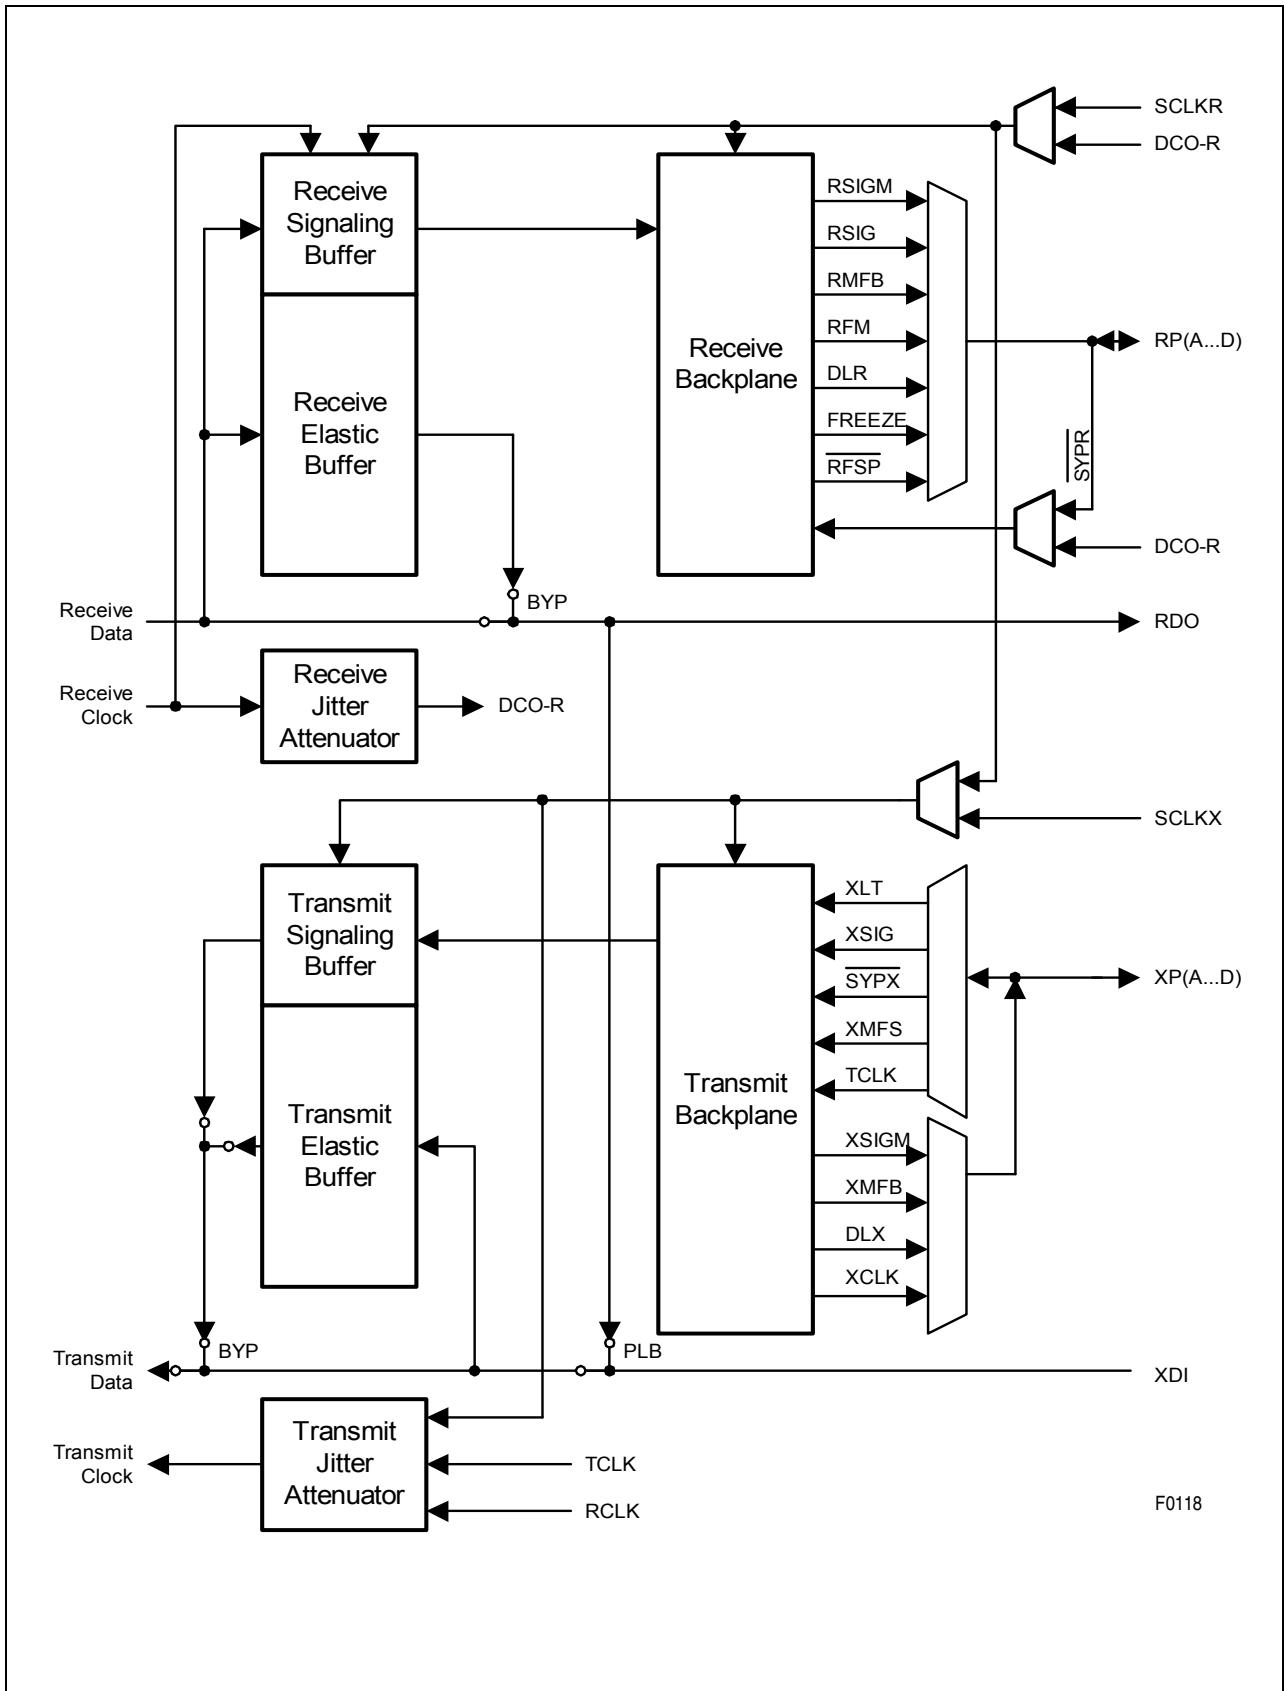 SCLKR
DCO-R
Receive
Signaling
Buffer
RSIGM
RSIG
RMFB
RFM
DLR
FREEZE
RFSP
Receive
Backplane
RP(A...D)
SYPR
Receive
Elastic
Buffer
DCO-R
BYP
Receive
Data
RDO
Receive
Clock
Receive
Jitter
Attenuator
DCO-R
SCLKX
Transmit
Signaling
Buffer
XLT
XSIG
SYPX
XMFS
TCLK
XP(A...D)
Transmit
Backplane
Transmit
Elastic
Buffer
XSIGM
XMFB
DLX
XCLK
BYP
PLB
Transmit
Data
XDI
Transmit
Clock
Transmit
Jitter
Attenuator
TCLK
RCLK
F0118